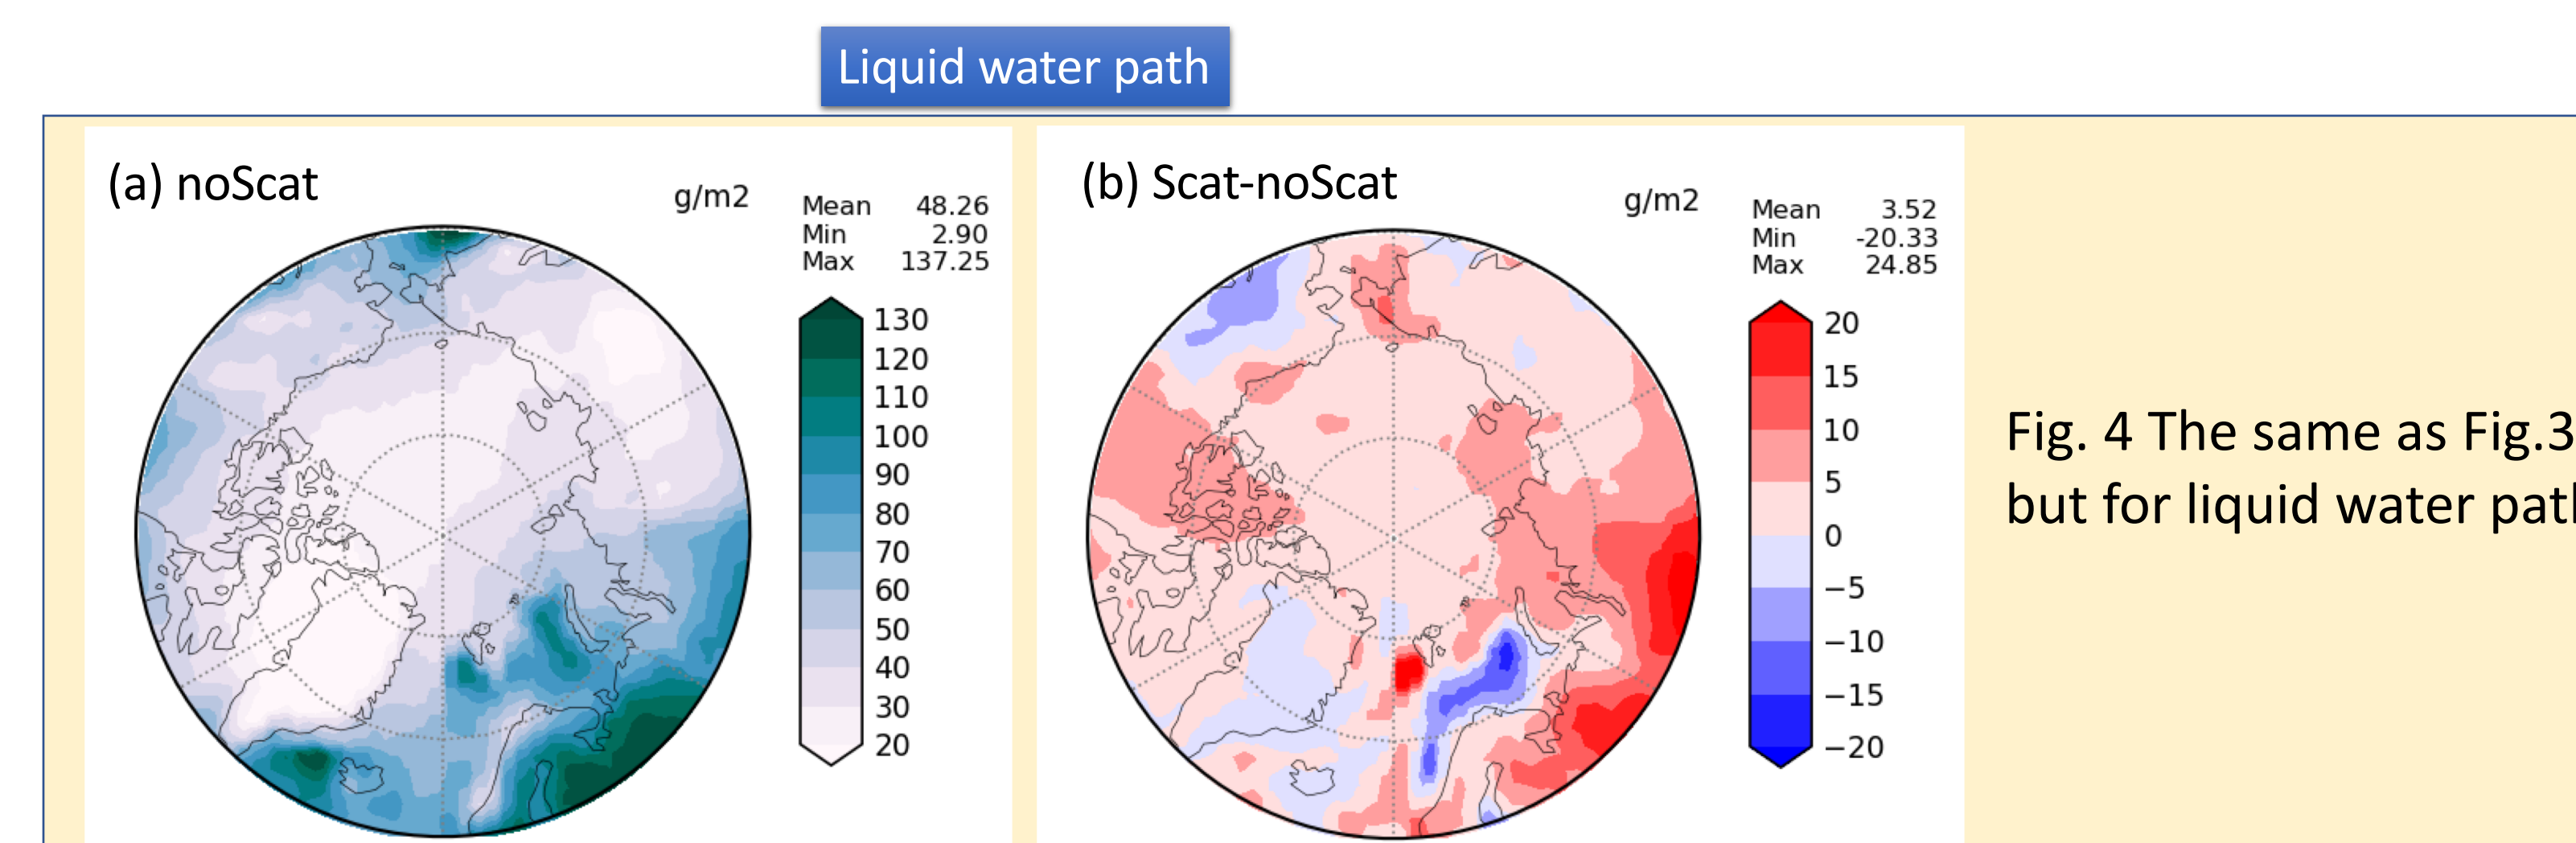 Liquid water path
(a) noScat
g/m2
Mean 48.26
Min 2.90
Max 137.25
130
120
110
100
90
80
70
60
50
40
30
20
(b) Scat-noScat
g/m2
Mean 3.52
Min -20.33
Max 24.85
20
15
10
5
0
−5
−10
−15
−20
Fig. 4 The same as Fig.3
but for liquid water